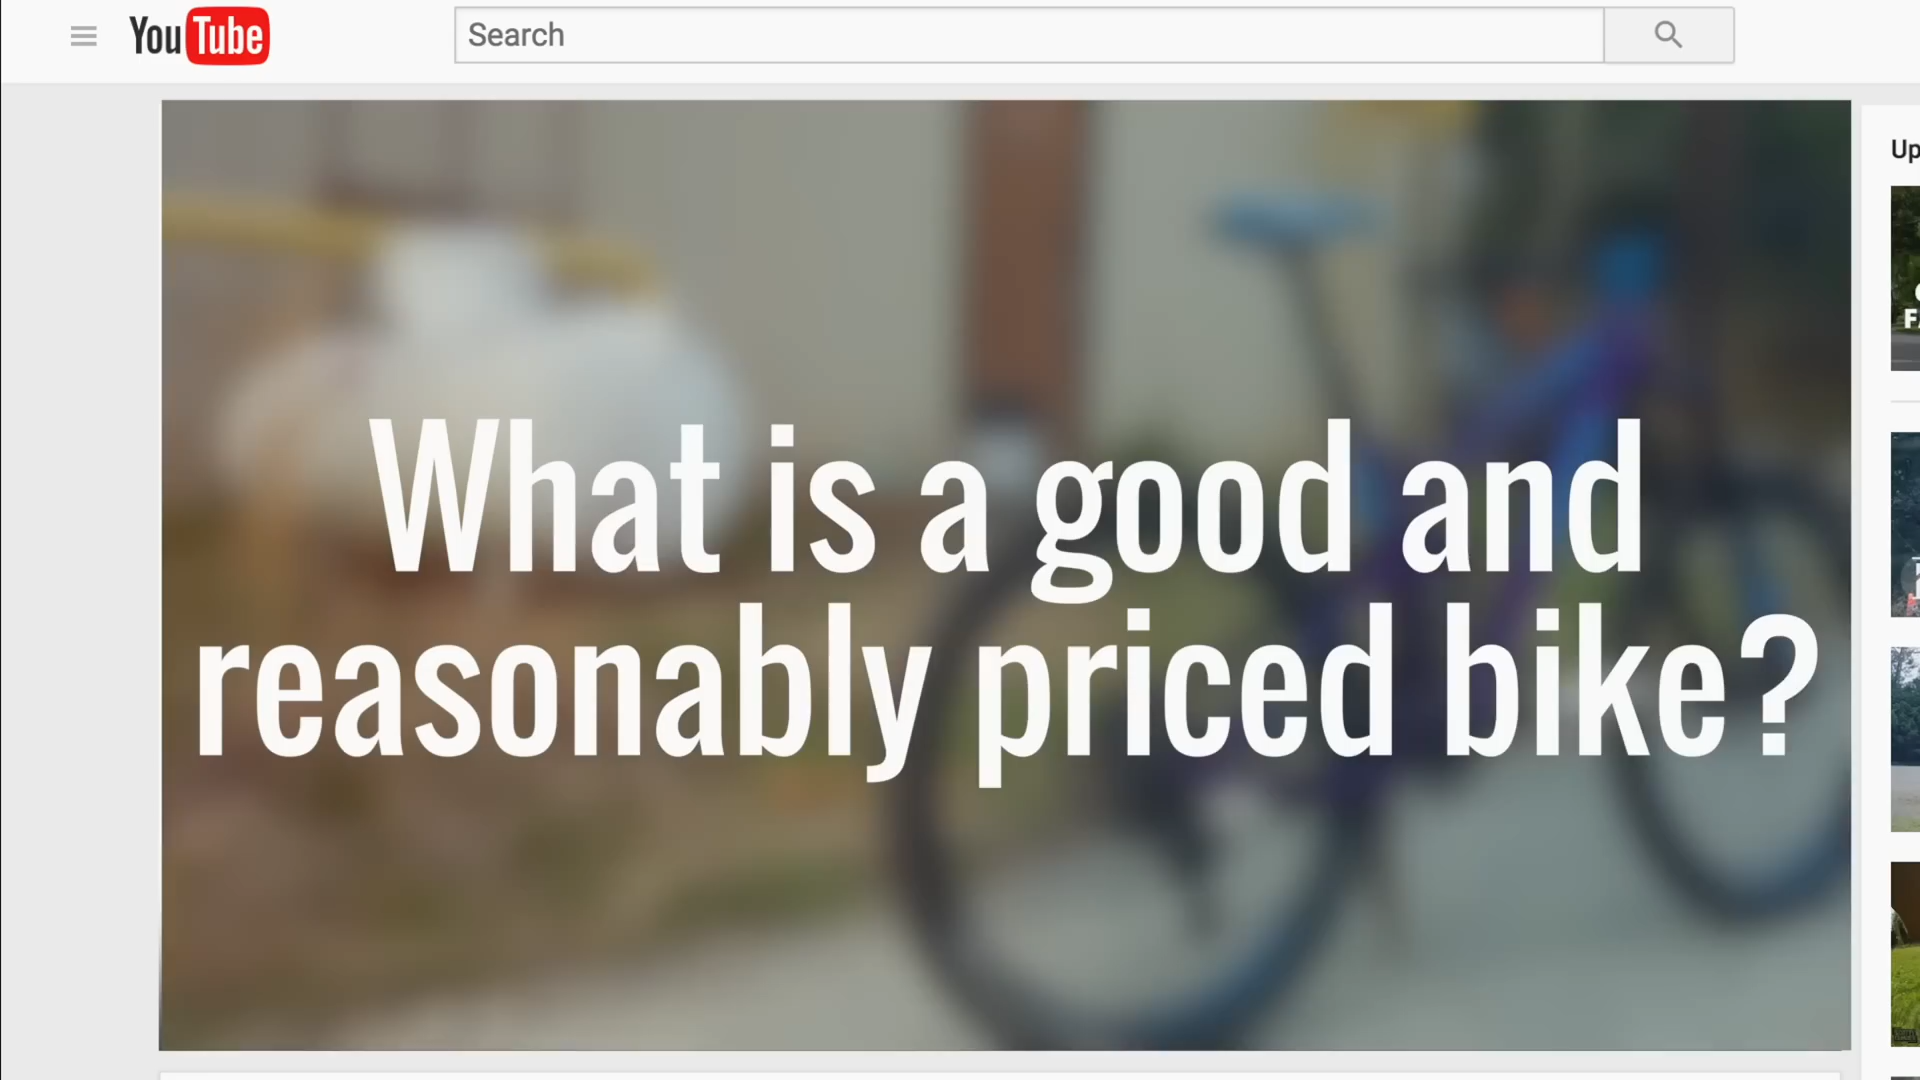 YouTube
Search
Up
What is a good and
reasonably priced bike?